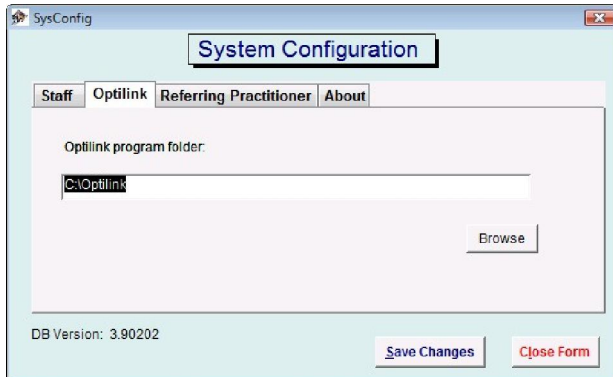 SysConfig
System Configuration
Staff Optilink Referring Practitioner About
Optilink program folder:
C:\Optilink
Browse
DB Version: 3.90202
Save Changes Close Form